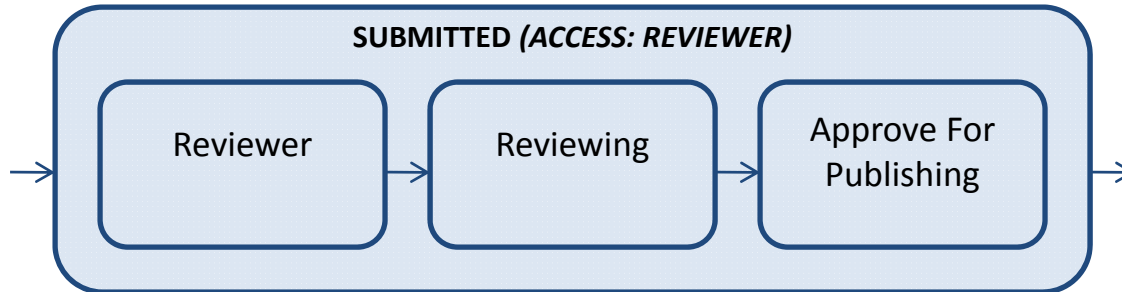 SUBMITTED (ACCESS: REVIEWER)
Reviewer
Reviewing
Approve For
Publishing